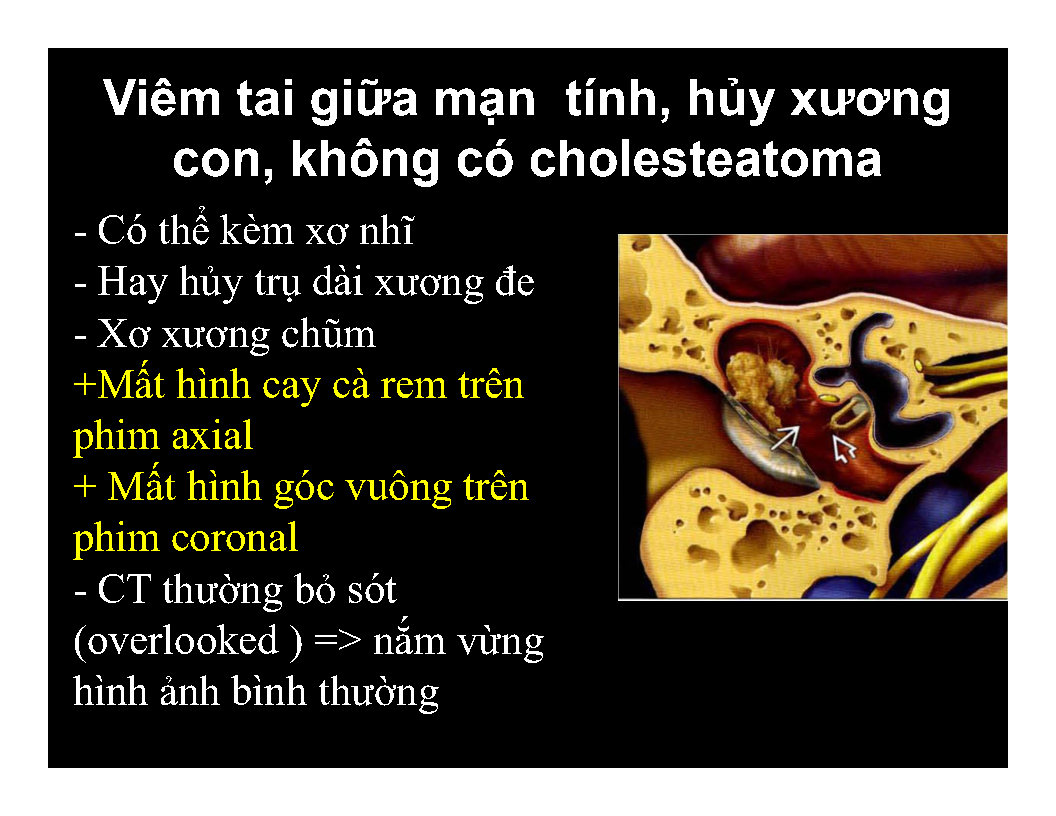 Viêm tai giữa mạn tính, hủy xương
con, không có cholesteatoma
- Có thể kèm xơ nhĩ
- Hay hủy trụ dài xương đe
- Xơ xương chũm
+Mất hình cay cà rem trên
phim axial
+ Mất hình góc vuông trên
phim coronal
- CT thường bỏ sót
(overlooked ) => nắm vừng
hình ảnh bình thường